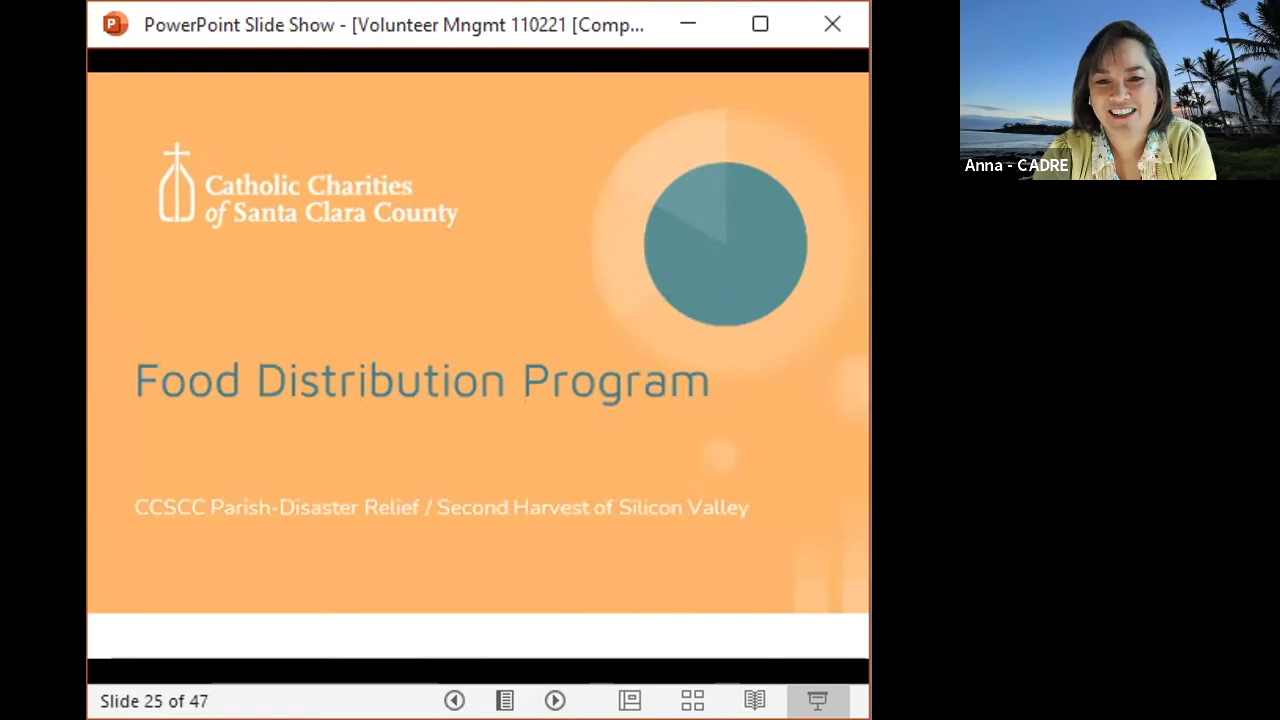 PowerPoint Slide Show - [Volunteer Mngmt 110221 [Comp...
Catholic Charities
of Santa Clara County
Food Distribution Program
CCSCC Parish-Disaster Relief / Second Harvest of Silicon Valley
Slide 25 of 47
Anna - CADRE